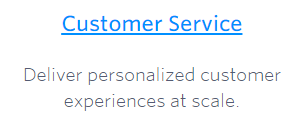 Customer Service
Deliver personalized customer
experiences at scale.